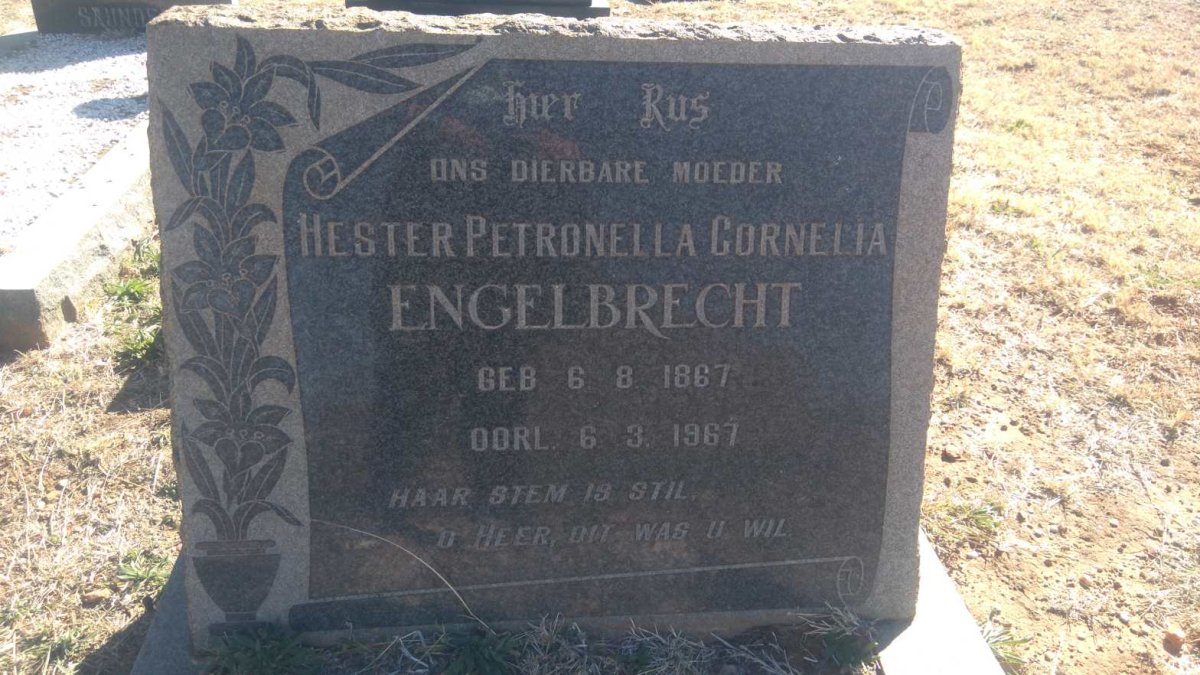 SAUNDERS
Hier Rus
ONS DIERBARE MOEDER
HESTER PETRONELLA CORNELIA
ENGELBRECHT
GEB 6 8 1867
OORL. 6. 3. 1967
HAAR STEM IS STIL,
O HEER, DIT WAS U WIL